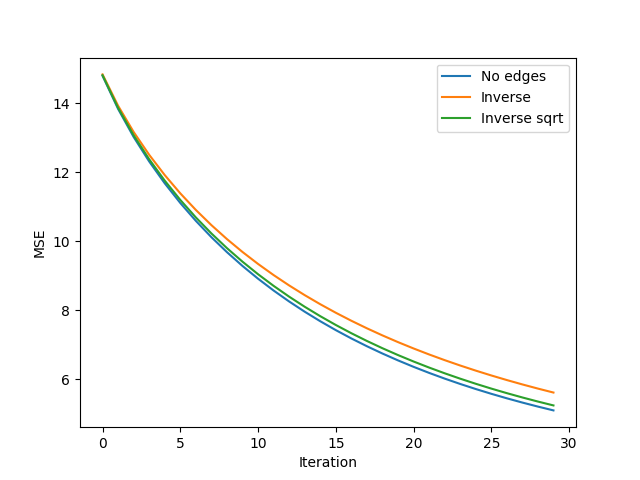 No edges
Inverse
Inverse sqrt
MSE
14
12
10
8
6
0 5 10 15 20 25 30
Iteration